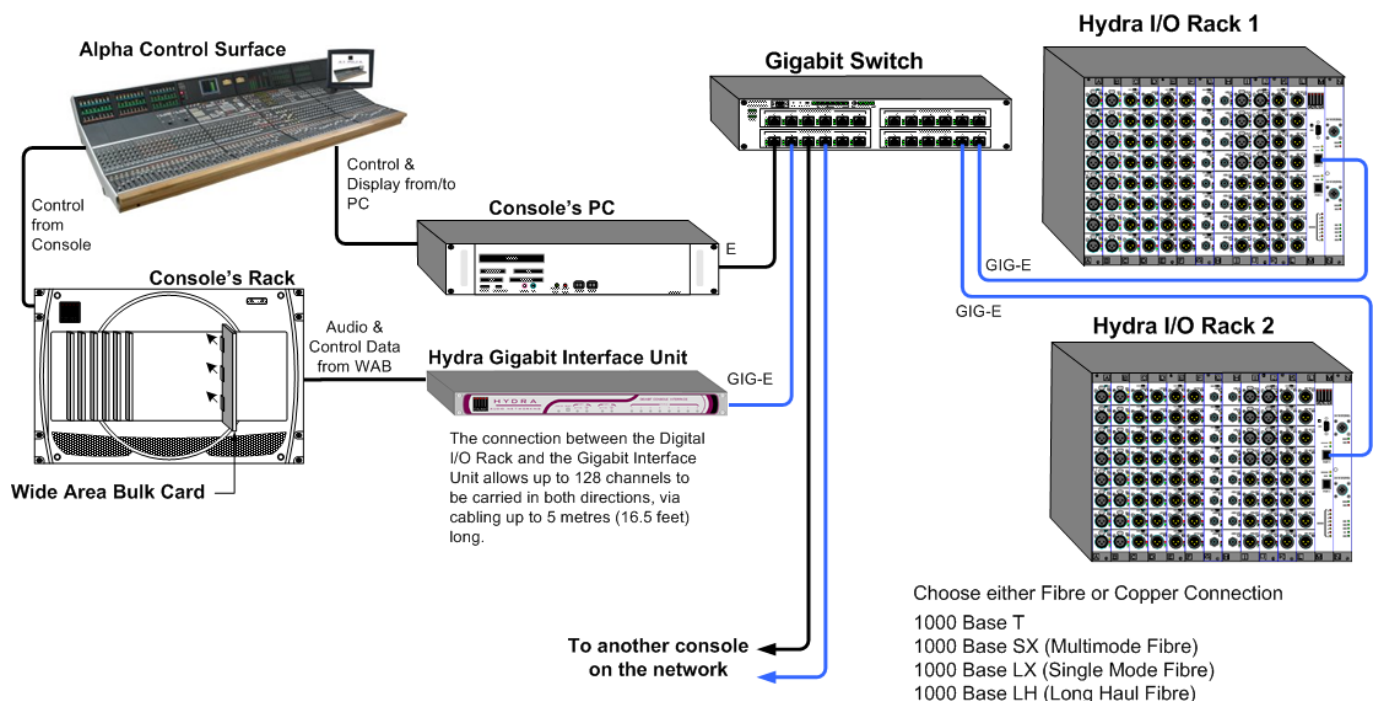 Hydra I/O Rack 1
Alpha Control Surface
Gigabit Switch
Control &
Display from/to
PC
Control
from
Console
Console's PC
E
GIG-E
GIG-E
Console's Rack
Audio &
Control Data
from WAB
Hydra Gigabit Interface Unit
GIG-E
HYDRA
Hydra I/O Rack 2
The connection between the Digital
I/O Rack and the Gigabit Interface
Unit allows up to 128 channels to
be carried in both directions, via
cabling up to 5 metres (16.5 feet)
long.
Wide Area Bulk Card
Choose either Fibre or Copper Connection
1000 Base T
1000 Base SX (Multimode Fibre)
1000 Base LX (Single Mode Fibre)
1000 Base LH (Long Haul Fibre)
To another console
on the network